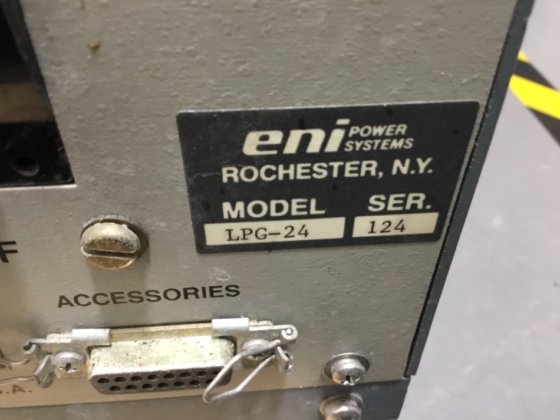 eni POWER SYSTEMS
ROCHESTER, N.Y.
MODEL SER.
LPG-24 124
F
ACCESSORIES
S.A.